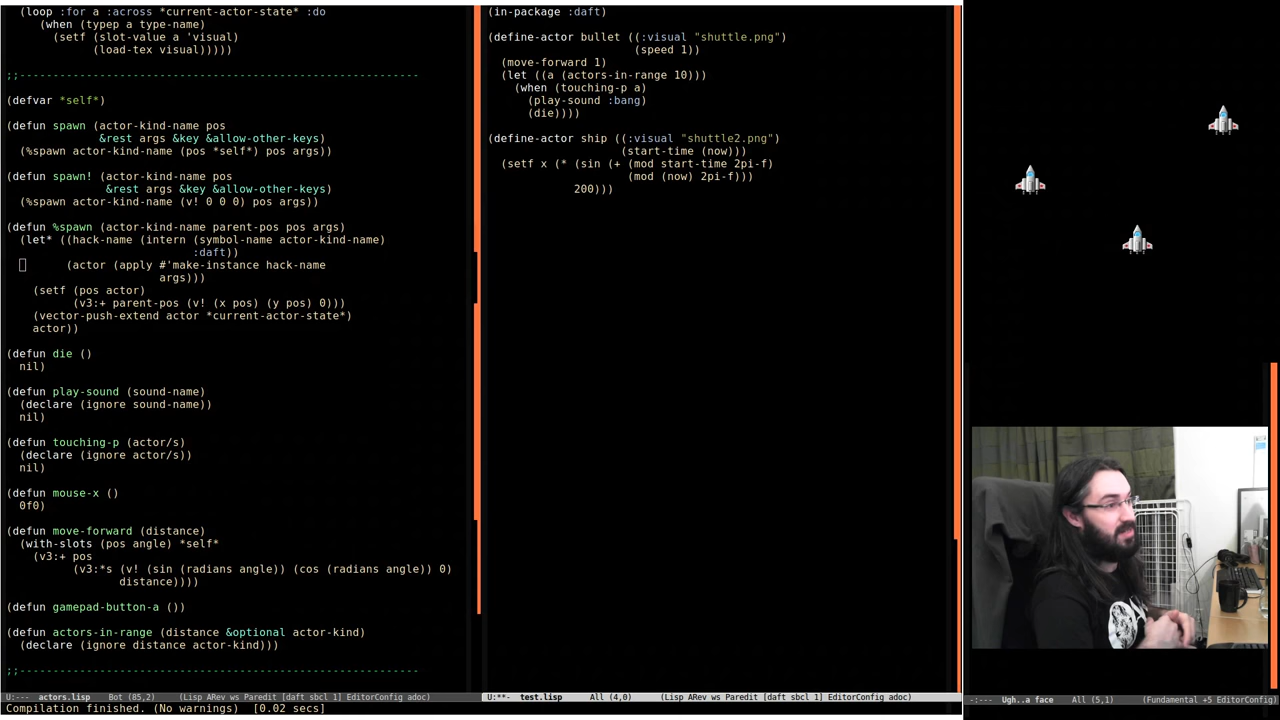 (loop :for a :across *current-actor-state* :do
(when (typep a type-name)
(setf (slot-value a 'visual)
(load-tex visual)))))
;;------------------------------------------------------------
(defvar *self*)
(defun spawn (actor-kind-name pos
&rest args &key &allow-other-keys)
(%spawn actor-kind-name (pos *self*) pos args))
(defun spawn! (actor-kind-name pos
&rest args &key &allow-other-keys)
(%spawn actor-kind-name (v! 0 0 0) pos args))
(defun %spawn (actor-kind-name parent-pos pos args)
(let* ((hack-name (intern (symbol-name actor-kind-name)
:daft))
(actor (apply #'make-instance hack-name
args)))
(setf (pos actor)
(v3:+ parent-pos (v! (x pos) (y pos) 0)))
(vector-push-extend actor *current-actor-state*)
actor))
(defun die ()
nil)
(defun play-sound (sound-name)
(declare (ignore sound-name))
nil)
(defun touching-p (actor/s)
(declare (ignore actor/s))
nil)
(defun mouse-x ()
0f0)
(defun move-forward (distance)
(with-slots (pos angle) *self*
(v3:+ pos
(v3:*s (v! (sin (radians angle)) (cos (radians angle)) 0)
distance))))
(defun gamepad-button-a ())
(defun actors-in-range (distance &optional actor-kind)
(declare (ignore distance actor-kind)))
;;------------------------------------------------------------
U:--- actors.lisp Bot (85,2) (Lisp ARev ws Paredit [daft sbcl 1] EditorConfig adoc)
Compilation finished. (No warnings) [0.02 secs]
(in-package :daft)
(define-actor bullet ((:visual "shuttle.png")
(speed 1))
(move-forward 1)
(let ((a (actors-in-range 10)))
(when (touching-p a)
(play-sound :bang)
(die))))
(define-actor ship ((:visual "shuttle2.png")
(start-time (now)))
(setf x (* (sin (+ (mod start-time 2pi-f)
(mod (now) 2pi-f)))
200)))
U:**- test.lisp All (4,0) (Lisp ARev ws Paredit [daft sbcl 1] EditorConfig adoc)
-:--- Ugh..a face All (5,1) (Fundamental +5 EditorConfig)